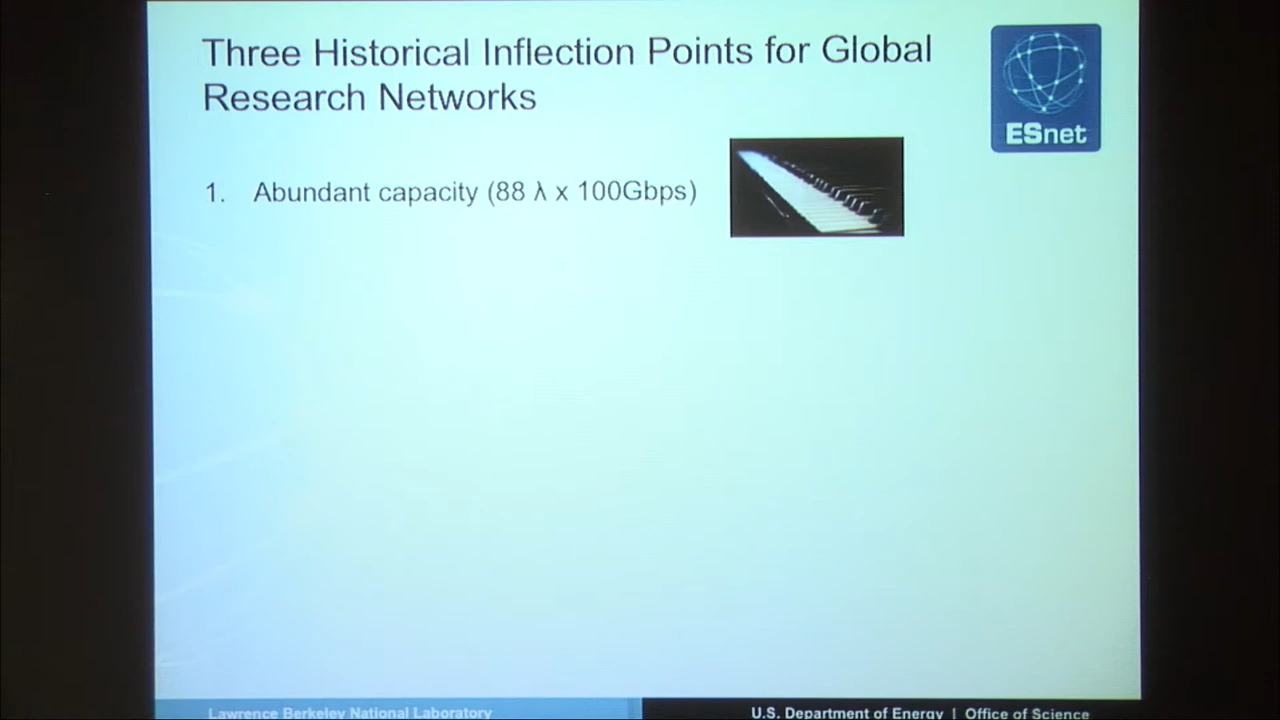 Three Historical Inflection Points for Global
Research Networks
ESnet
1. Abundant capacity (88 λ x 100Gbps)
Lawrence Berkeley National Laboratory
U.S. Department of Energy | Office of Science